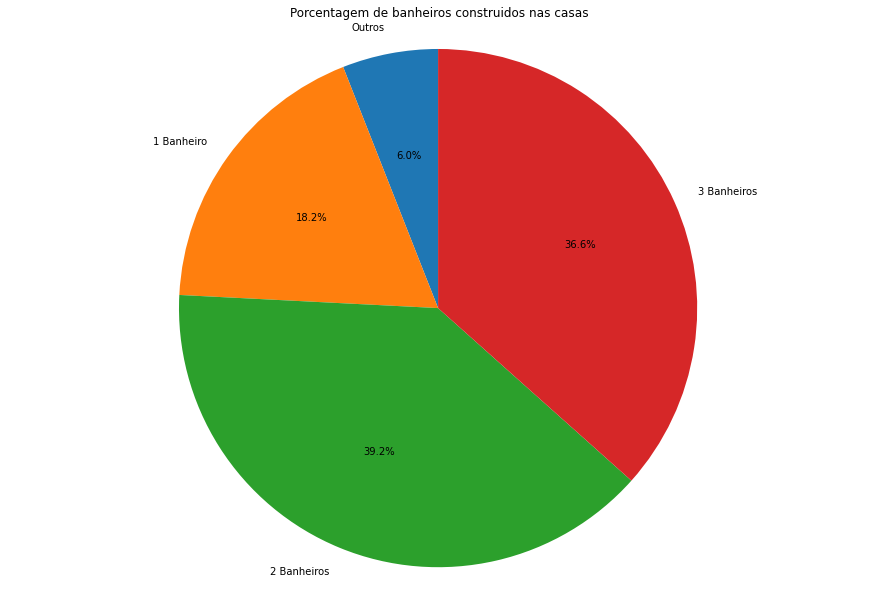 Porcentagem de banheiros construidos nas casas
Outros
6.0%
1 Banheiro
18.2%
3 Banheiros
36.6%
39.2%
2 Banheiros